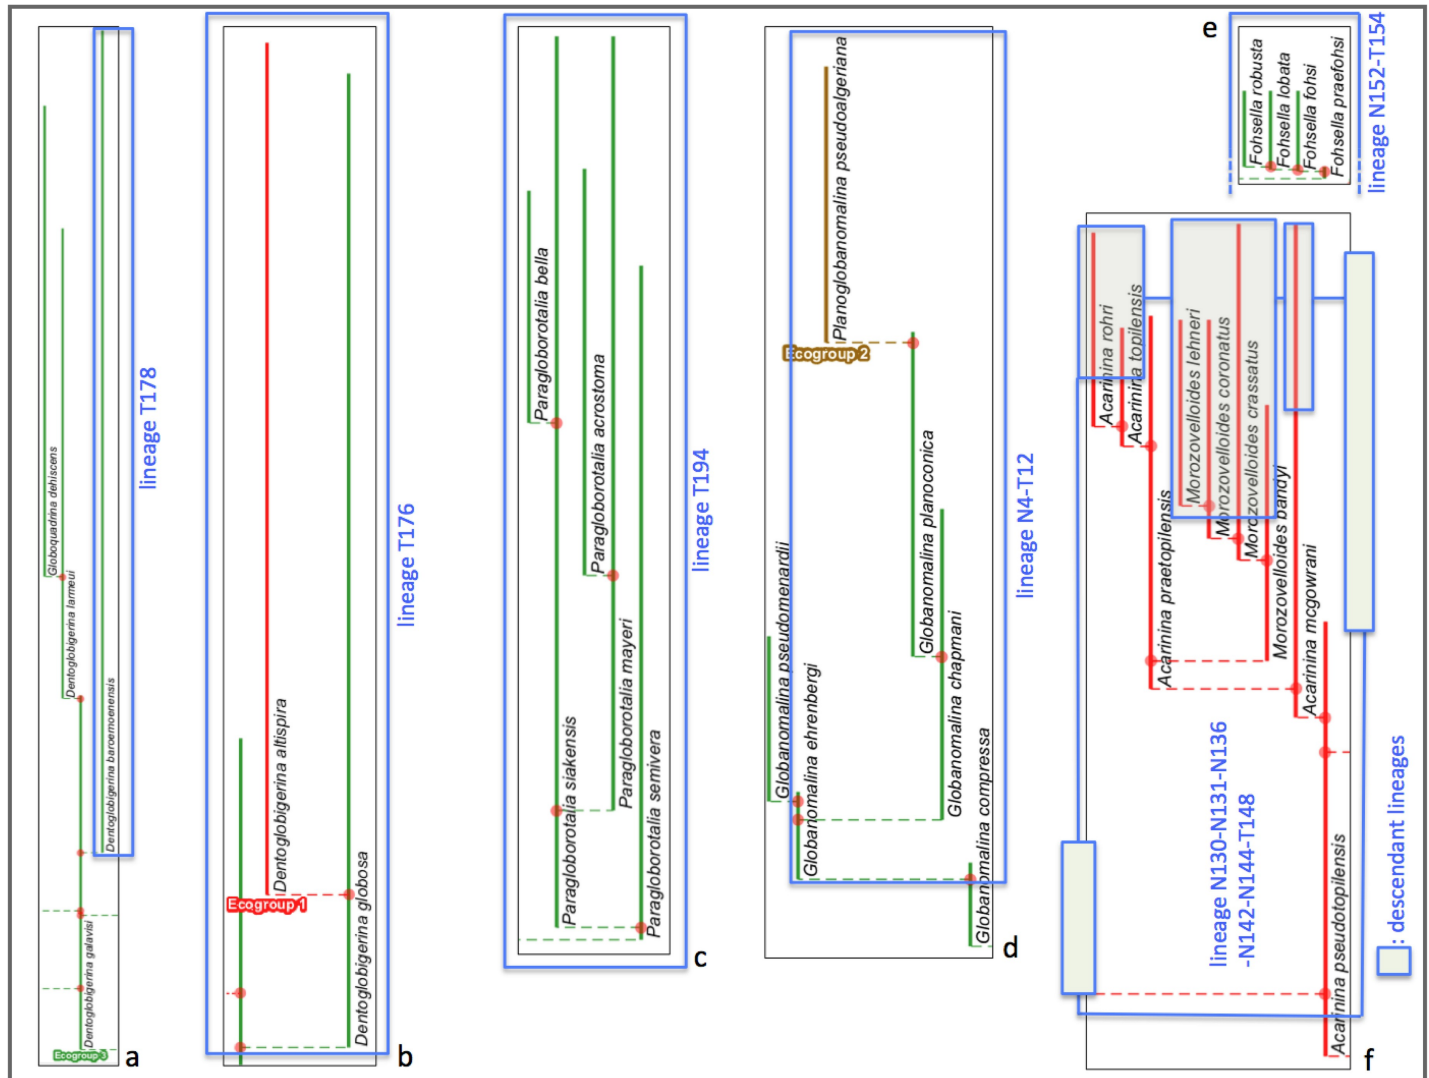 Globoquadrina dehiscens
Dentoglobigerina larmeui
Dentoglobigerina baroemoenensis
Dentoglobigerina galavisi
Ecogroup 3
a
lineage T178
Dentoglobigerina altispira
Ecogroup 1
Dentoglobigerina globosa
b
lineage T176
Paragloborotalia bella
Paragloborotalia siakensis
Paragloborotalia acrostoma
Paragloborotalia mayeri
Paragloborotalia semivera
c
lineage T194
Planoglobanomalina pseudoalgeriana
Ecogroup 2
Globanomalina pseudomenardii
Globanomalina ehrenbergi
Globanomalina planoconica
Globanomalina chapmani
Globanomalina compressa
d
lineage N4-T12
e
Fohsella robusta
Fohsella lobata
Fohsella fohsi
Fohsella praefohsi
lineage N152-T154
Acarinina rohri
Acarinina topilensis
Acarinina praetopilensis
Morozovelloides lehneri
Morozovelloides coronatus
Morozovelloides crassatus
Morozovelloides bandyi
Acarinina mcgowrani
Acarinina pseudotopilensis
lineage N130-N131-N136
-N142-N144-T148
: descendant lineages
f